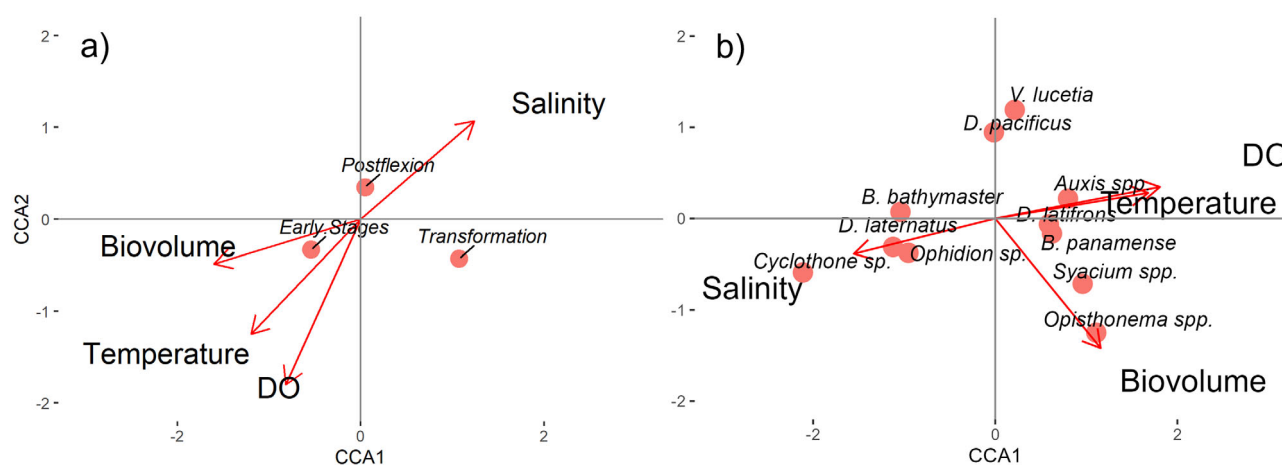 a)
2
1
0
-1
-2
CCA2
Salinity
Postflexion
Early.Stages
Transformation
Biovolume
Temperature
DO
-2
0
2
CCA1
b)
2
1
0
-1
-2
V. lucetia
D. pacificus
DO
Auxis spp
B. bathymaster
Temperature
D. latifrons
D. laternatus
B. panamense
Cyclothone sp.
Ophidion sp.
Syacium spp.
Salinity
Opisthonema spp.
Biovolume
-2
0
2
CCA1